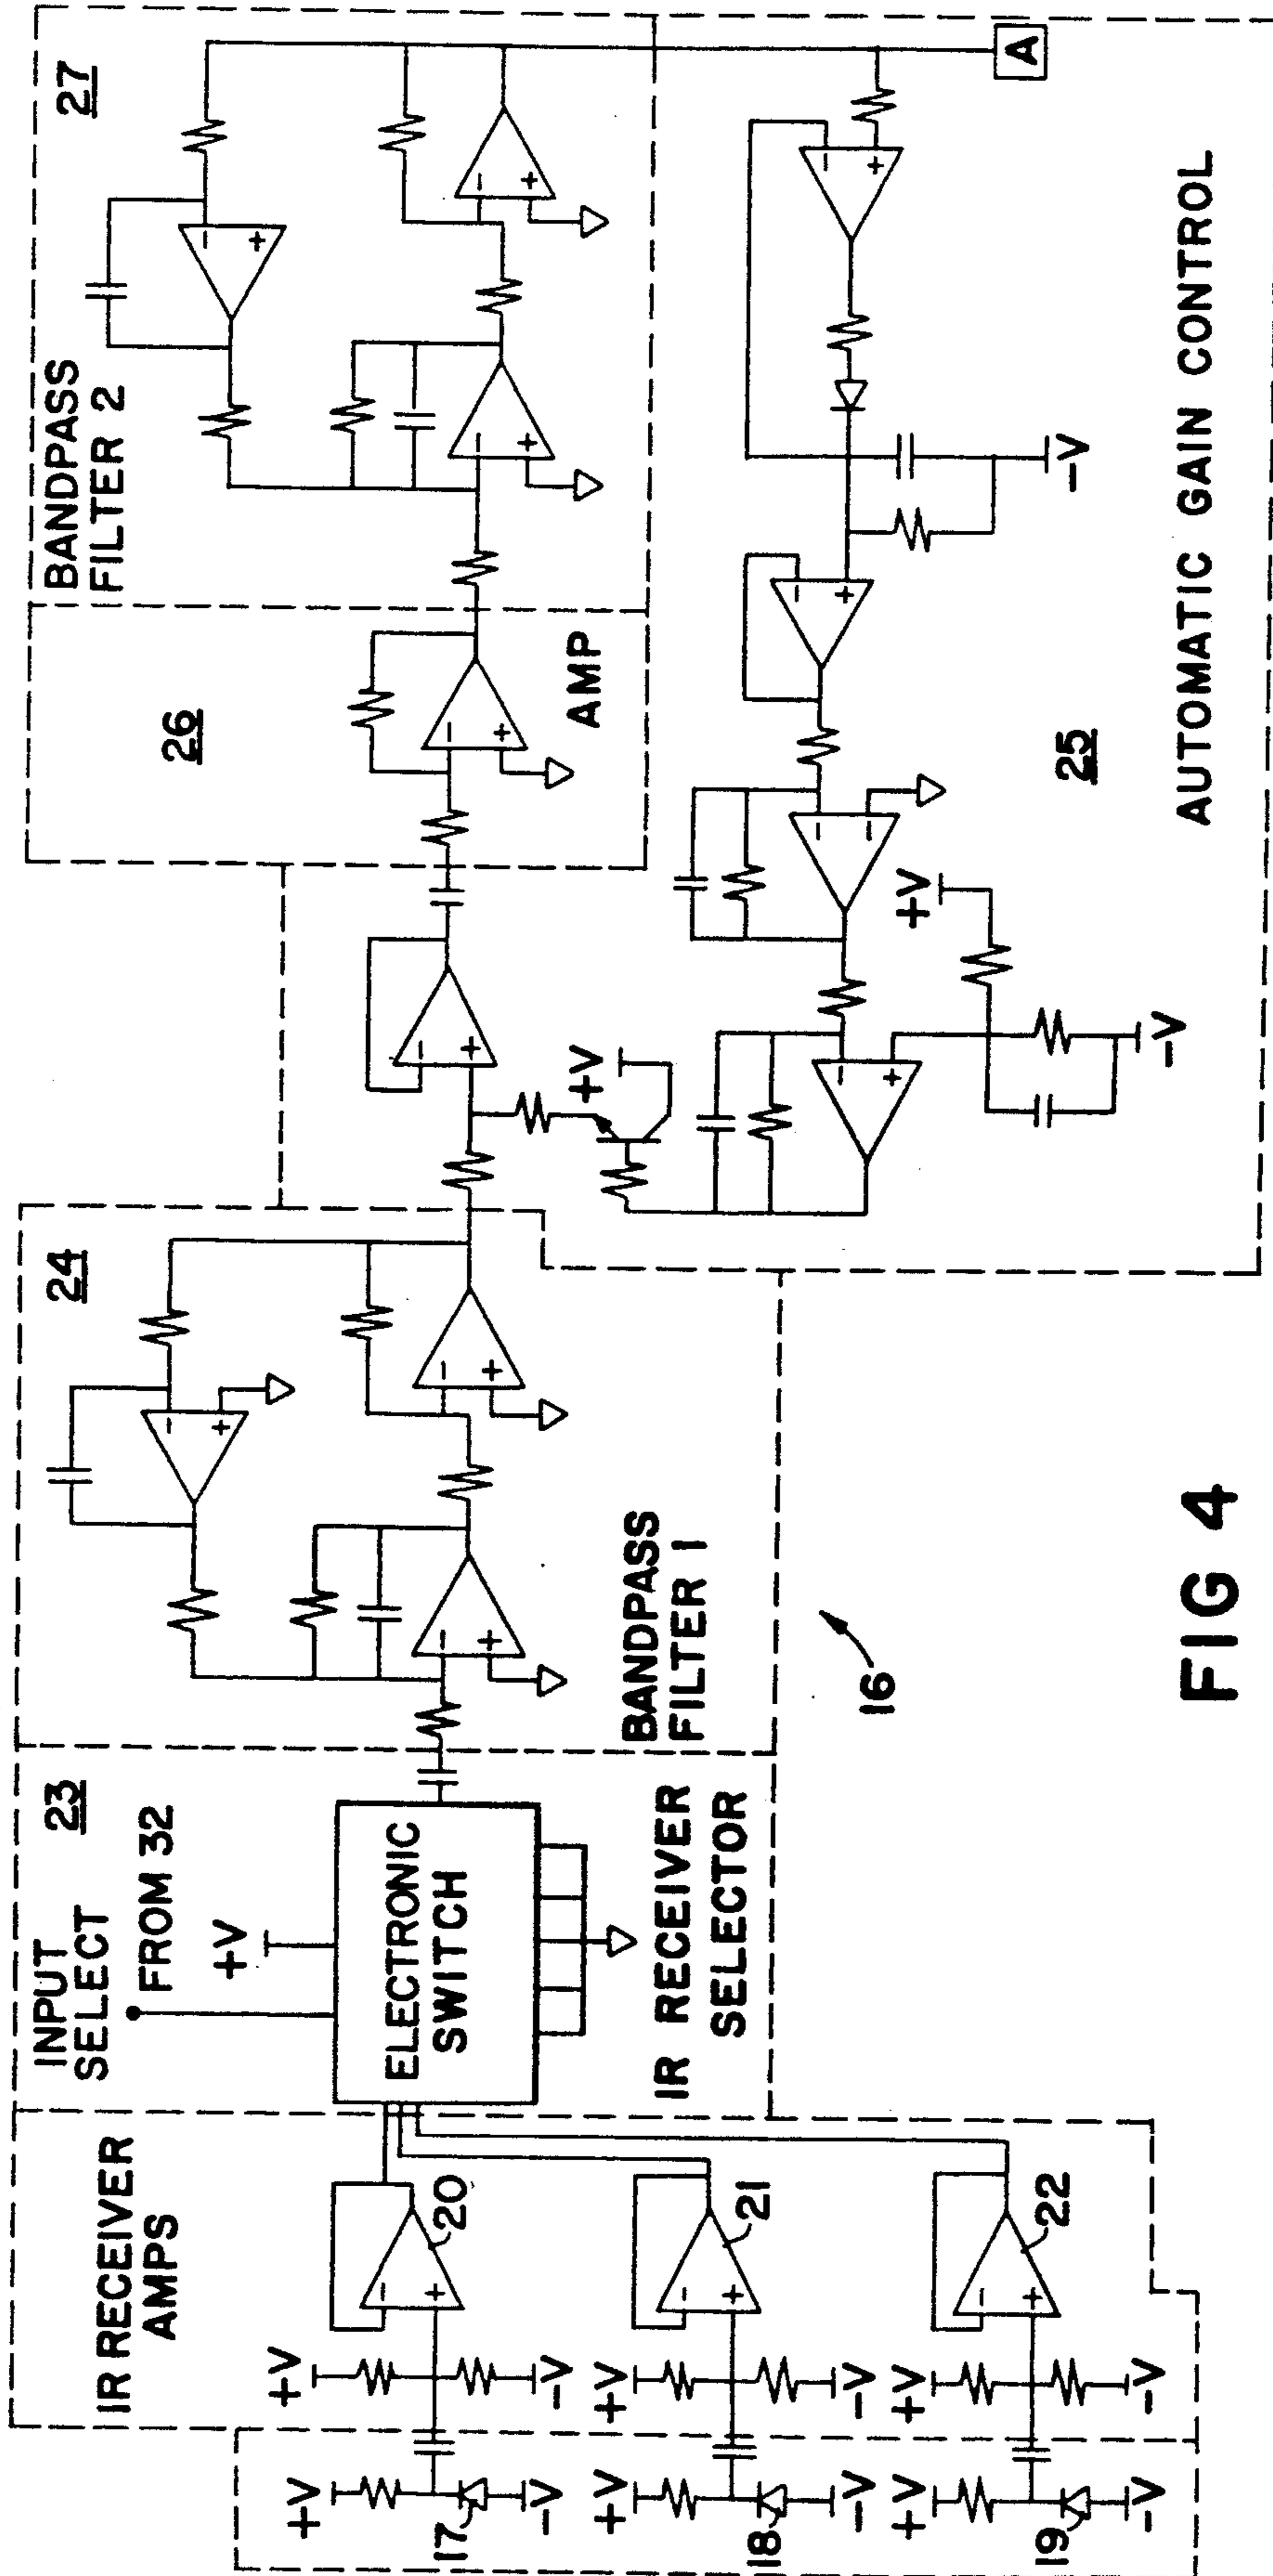 IR RECEIVER
AMPS
+V
-V
17
+V
-V
20
- +
+V
-V
18
+V
-V
21
- +
+V
-V
19
+V
-V
22
- +
INPUT
SELECT
23
FROM 32
+V
ELECTRONIC
SWITCH
IR RECEIVER
SELECTOR
24
- +
- +
- +
BANDPASS
FILTER 1
16
- +
+V
26
- +
AMP
BANDPASS
FILTER 2
27
- +
- +
- +
A
- +
-V
- +
- -
- +
+V
-V
25
AUTOMATIC GAIN CONTROL
FIG 4